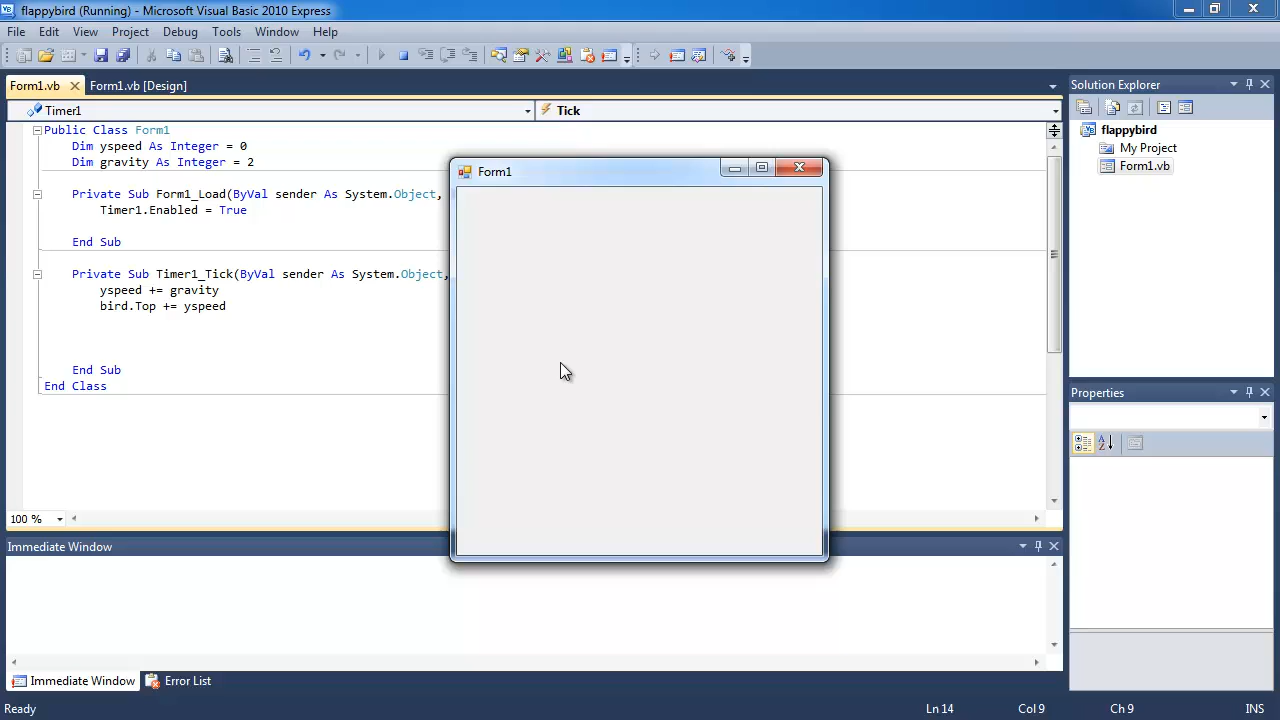 flappybird (Running) - Microsoft Visual Basic 2010 Express
File Edit View Project Debug Tools Window Help
Form1.vb Form1.vb [Design]
Timer1 Tick
Public Class Form1
Dim yspeed As Integer = 0
Dim gravity As Integer = 2
Private Sub Form1_Load(ByVal sender As System.Object,
Timer1.Enabled = True
End Sub
Private Sub Timer1_Tick(ByVal sender As System.Object,
yspeed += gravity
bird.Top += yspeed
End Sub
End Class
100 %
Form1
Solution Explorer
flappybird
My Project
Form1.vb
Properties
Immediate Window
Immediate Window Error List
Ready Ln 14 Col 9 Ch 9 INS